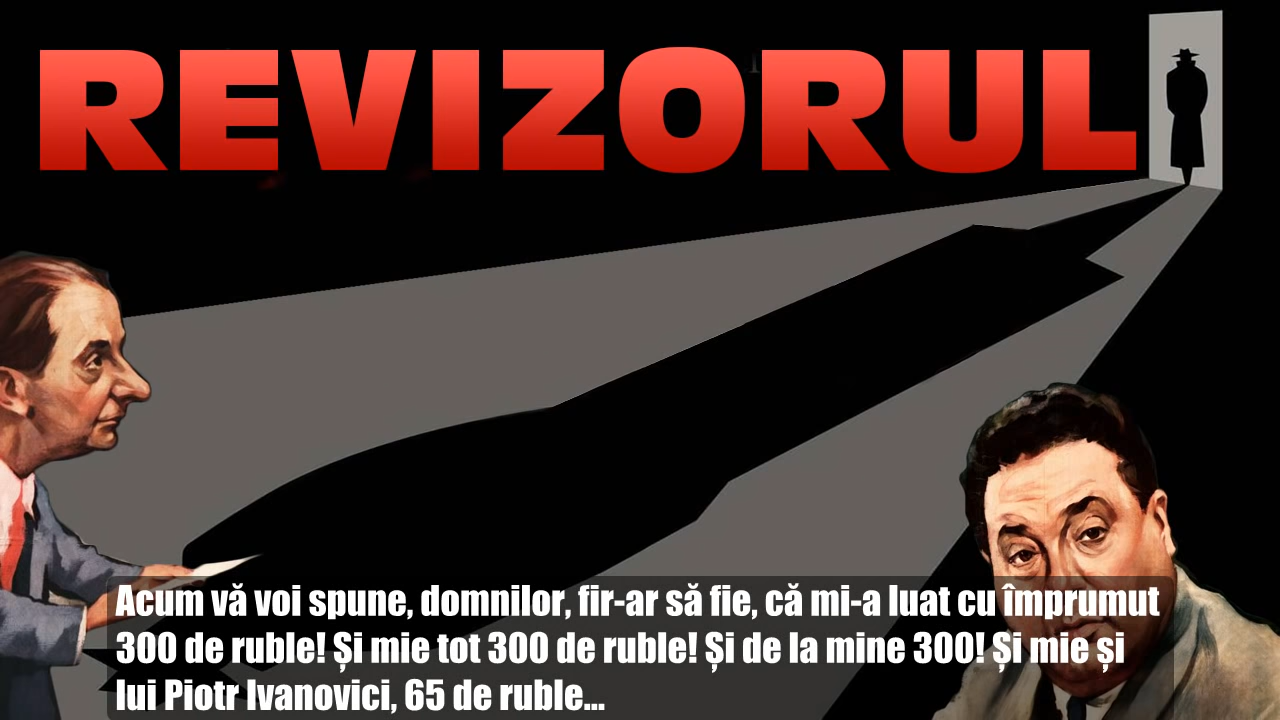 REVIZORUL
Acum vă voi spune, domnilor, fir-ar să fie, că mi-a luat cu împrumut
300 de ruble! Și mie tot 300 de ruble! Și de la mine 300! Și mie și
lui Piotr Ivanovici, 65 de ruble...